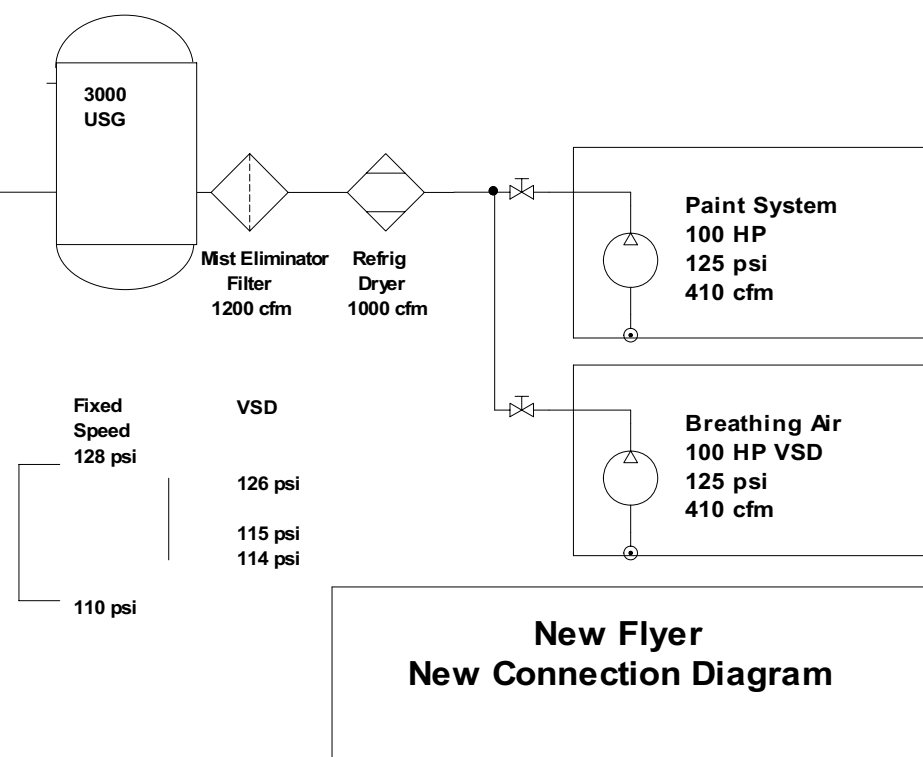 3000
USG
Mist Eliminator
Filter
1200 cfm
Refrig
Dryer
1000 cfm
Paint System
100 HP
125 psi
410 cfm
Fixed
Speed
128 psi
110 psi
VSD
126 psi
115 psi
114 psi
Breathing Air
100 HP VSD
125 psi
410 cfm
New Flyer
New Connection Diagram